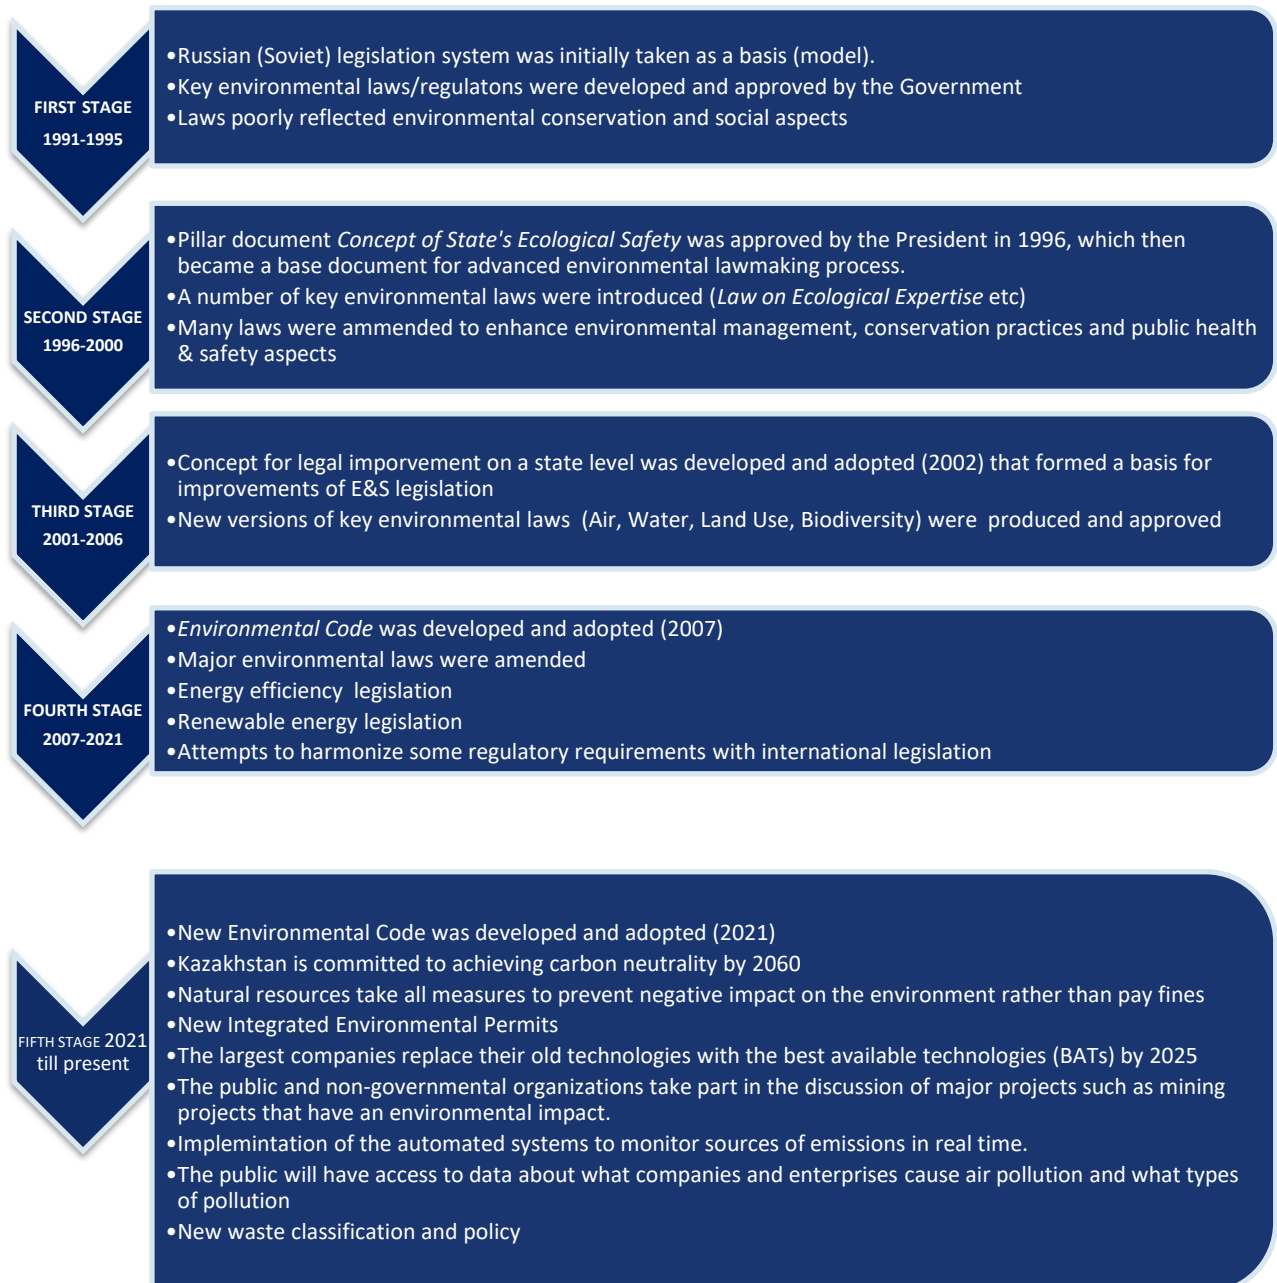 FIRST STAGE
1991-1995
•Russian (Soviet) legislation system was initially taken as a basis (model).
•Key environmental laws/regulatons were developed and approved by the Government
•Laws poorly reflected environmental conservation and social aspects
SECOND STAGE
1996-2000
•Pillar document Concept of State's Ecological Safety was approved by the President in 1996, which then
became a base document for advanced environmental lawmaking process.
•A number of key environmental laws were introduced (Law on Ecological Expertise etc)
•Many laws were ammended to enhance environmental management, conservation practices and public health
& safety aspects
THIRD STAGE
2001-2006
•Concept for legal imporvement on a state level was developed and adopted (2002) that formed a basis for
improvements of E&S legislation
•New versions of key environmental laws (Air, Water, Land Use, Biodiversity) were produced and approved
FOURTH STAGE
2007-2021
•Environmental Code was developed and adopted (2007)
•Major environmental laws were amended
•Energy efficiency legislation
•Renewable energy legislation
•Attempts to harmonize some regulatory requirements with international legislation
FIFTH STAGE 2021
till present
•New Environmental Code was developed and adopted (2021)
•Kazakhstan is committed to achieving carbon neutrality by 2060
•Natural resources take all measures to prevent negative impact on the environment rather than pay fines
•New Integrated Environmental Permits
•The largest companies replace their old technologies with the best available technologies (BATs) by 2025
•The public and non-governmental organizations take part in the discussion of major projects such as mining
projects that have an environmental impact.
•Implemintation of the automated systems to monitor sources of emissions in real time.
•The public will have access to data about what companies and enterprises cause air pollution and what types
of pollution
•New waste classification and policy